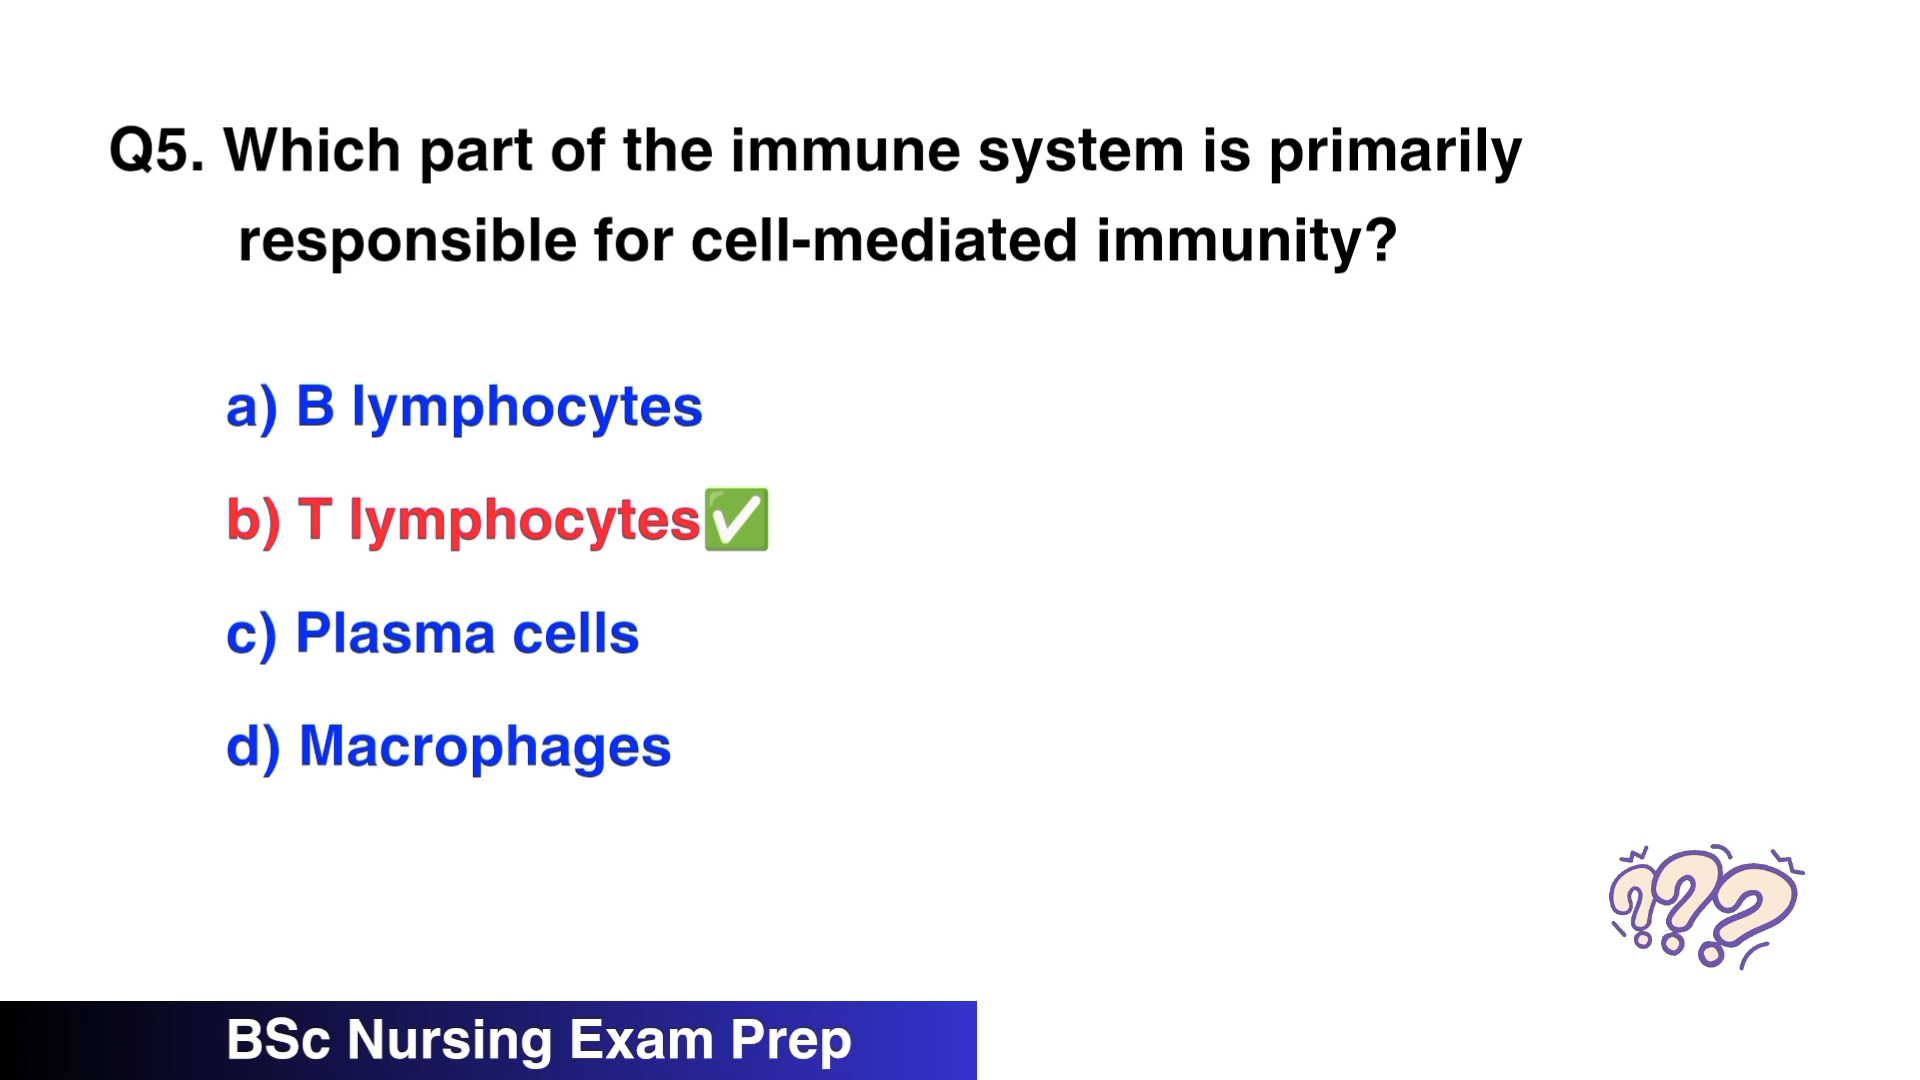 Q5. Which part of the immune system is primarily
responsible for cell-mediated immunity?
a) B lymphocytes
b) T lymphocytes✅
c) Plasma cells
d) Macrophages
???
BSc Nursing Exam Prep